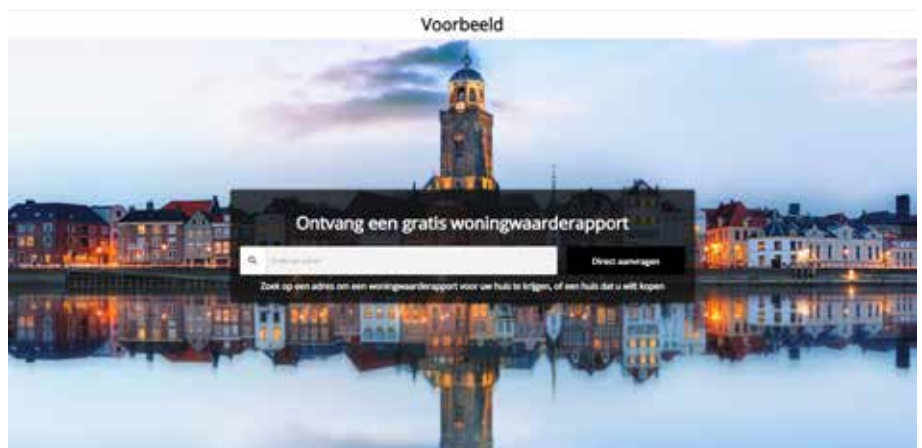 Voorbeeld
Ontvang een gratis woningwaarderapport
Direct aanvragen
Zoek op een adres om een woningwaarderapport voor uw huis te krijgen, of een huis dat u wilt kopen